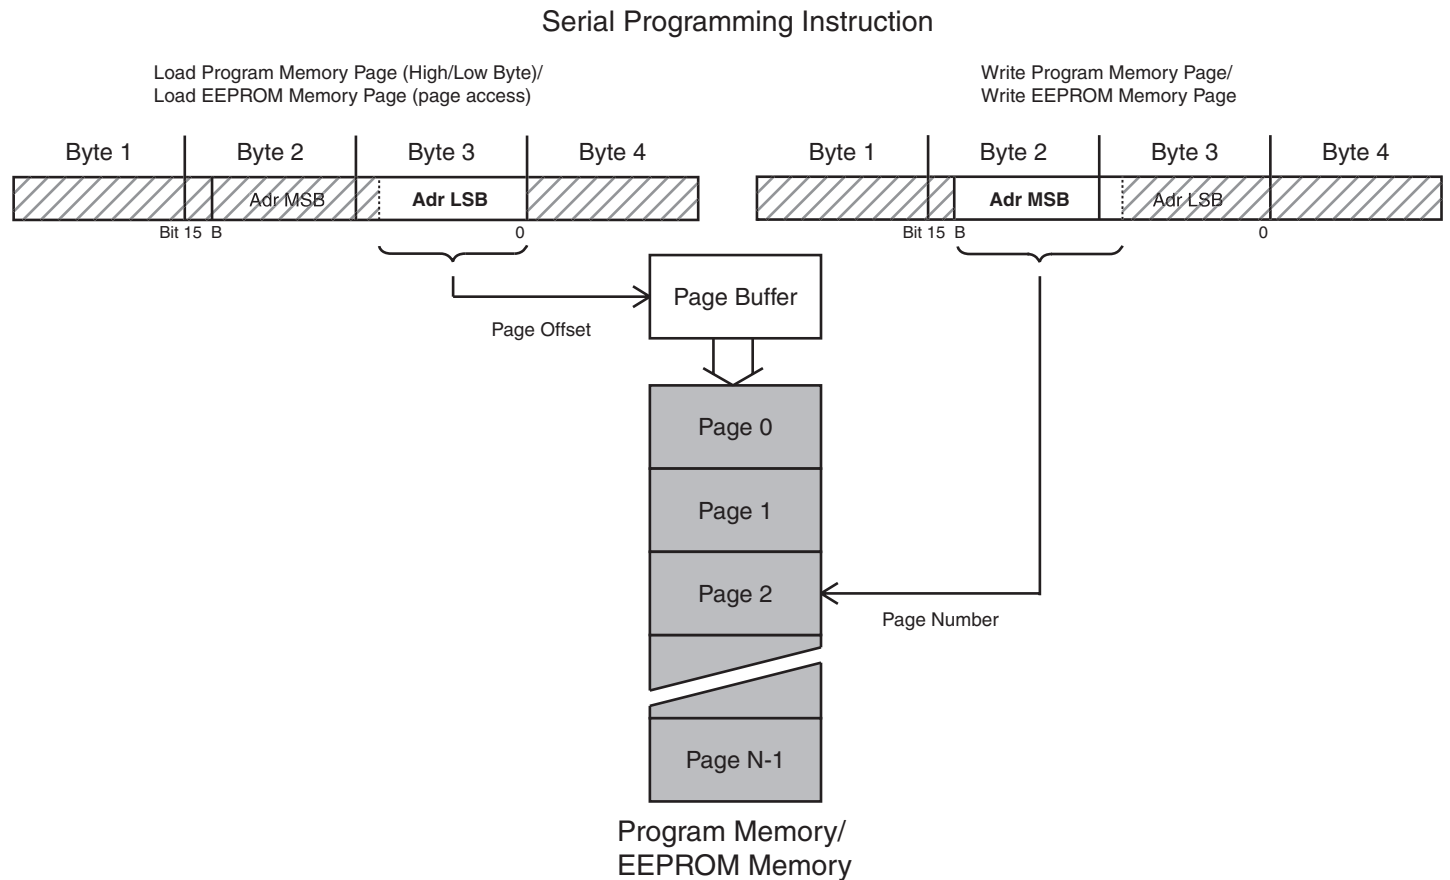 Serial Programming Instruction
Load Program Memory Page (High/Low Byte)/
Load EEPROM Memory Page (page access)
Write Program Memory Page/
Write EEPROM Memory Page
Byte 1 Byte 2 Byte 3 Byte 4
Adr MSB Adr LSB
Bit 15 B 0
Byte 1 Byte 2 Byte 3 Byte 4
Adr MSB Adr LSB
Bit 15 B 0
Page Buffer
Page Offset
Page 0
Page 1
Page 2
Page Number
Page N-1
Program Memory/
EEPROM Memory